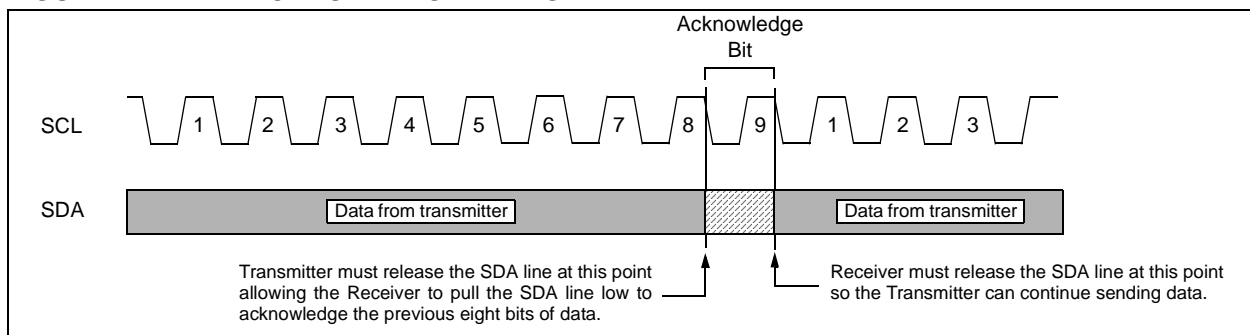 Acknowledge
Bit
SCL 1 2 3 4 5 6 7 8 9 1 2 3
SDA Data from transmitter Data from transmitter
Transmitter must release the SDA line at this point
allowing the Receiver to pull the SDA line low to
acknowledge the previous eight bits of data.
Receiver must release the SDA line at this point
so the Transmitter can continue sending data.